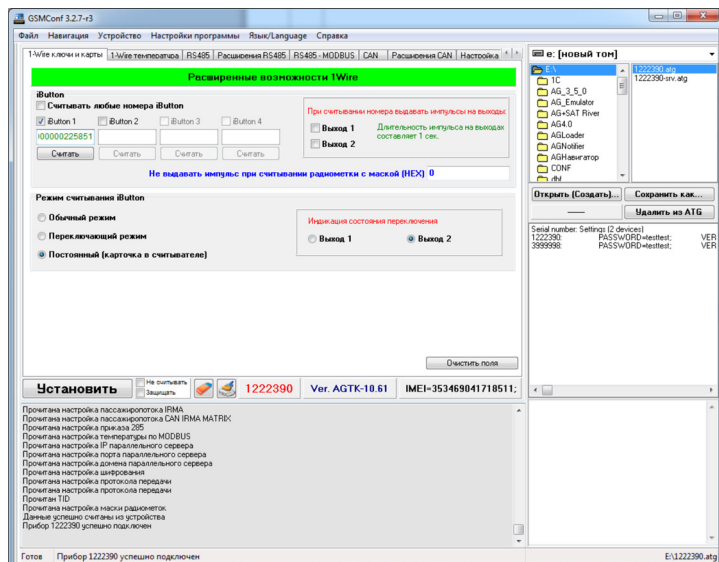 GSMConf 3.2.7-r3
Файл Навигация Устройство Настройки программы Язык/Language Справка
1-Wire ключи и карты 1-Wire температура RS485 Расширения RS485 RS485 - MODBUS CAN Расширения CAN Настройка
Расширенные возможности 1Wire
iButton
Считывать любые номера iButton
iButton 1 iButton 2 iButton 3 iButton 4
00000225851
Считать Считать Считать Считать
При считывании номера выдавать импульсы на выходы:
Выход 1
Выход 2
Длительность импульса на выходах
составляет 1 сек.
Не выдавать импульс при считывании радиометки с маской (HEX) 0
Режим считывания iButton
Обычный режим
Переключающий режим
Постоянный (карточка в считывателе)
Индикация состояния переключения
Выход 1 Выход 2
Очистить поля
Установить
Не считывать
Защищать
1222390
Ver. AGTK-10.61
IMEI=353469041718511;
Прочитана настройка пассажиропотока IRMA
Прочитана настройка пассажиропотока CAN IRMA MATRIX
Прочитана настройка приказа 285
Прочитана настройка температуры по MODBUS
Прочитана настройка IP параллельного сервера
Прочитана настройка порта параллельного сервера
Прочитана настройка домена параллельного сервера
Прочитана настройка шифрования
Прочитана настройка протокола передачи
Прочитана настройка протокола передачи
Прочитан TID
Прочитана настройка маски радиометок
Данные успешно считаны из устройства
Прибор 1222390 успешно подключен
e: [новый том]
E:\
1C
AG_3_5_0
AG_Emulator
AG+SAT River
AG4.0
AGLoader
AGNotifier
AGНавигатор
CONF
dbf
1222390.atg
1222390-srv.atg
Открыть (Создать)... Сохранить как...
Удалить из ATG
Serial number: Settings (2 devices)
1222390: PASSWORD=testtest; VER
3999998: PASSWORD=testtest; VER
Готов Прибор 1222390 успешно подключен E:\1222390.atg